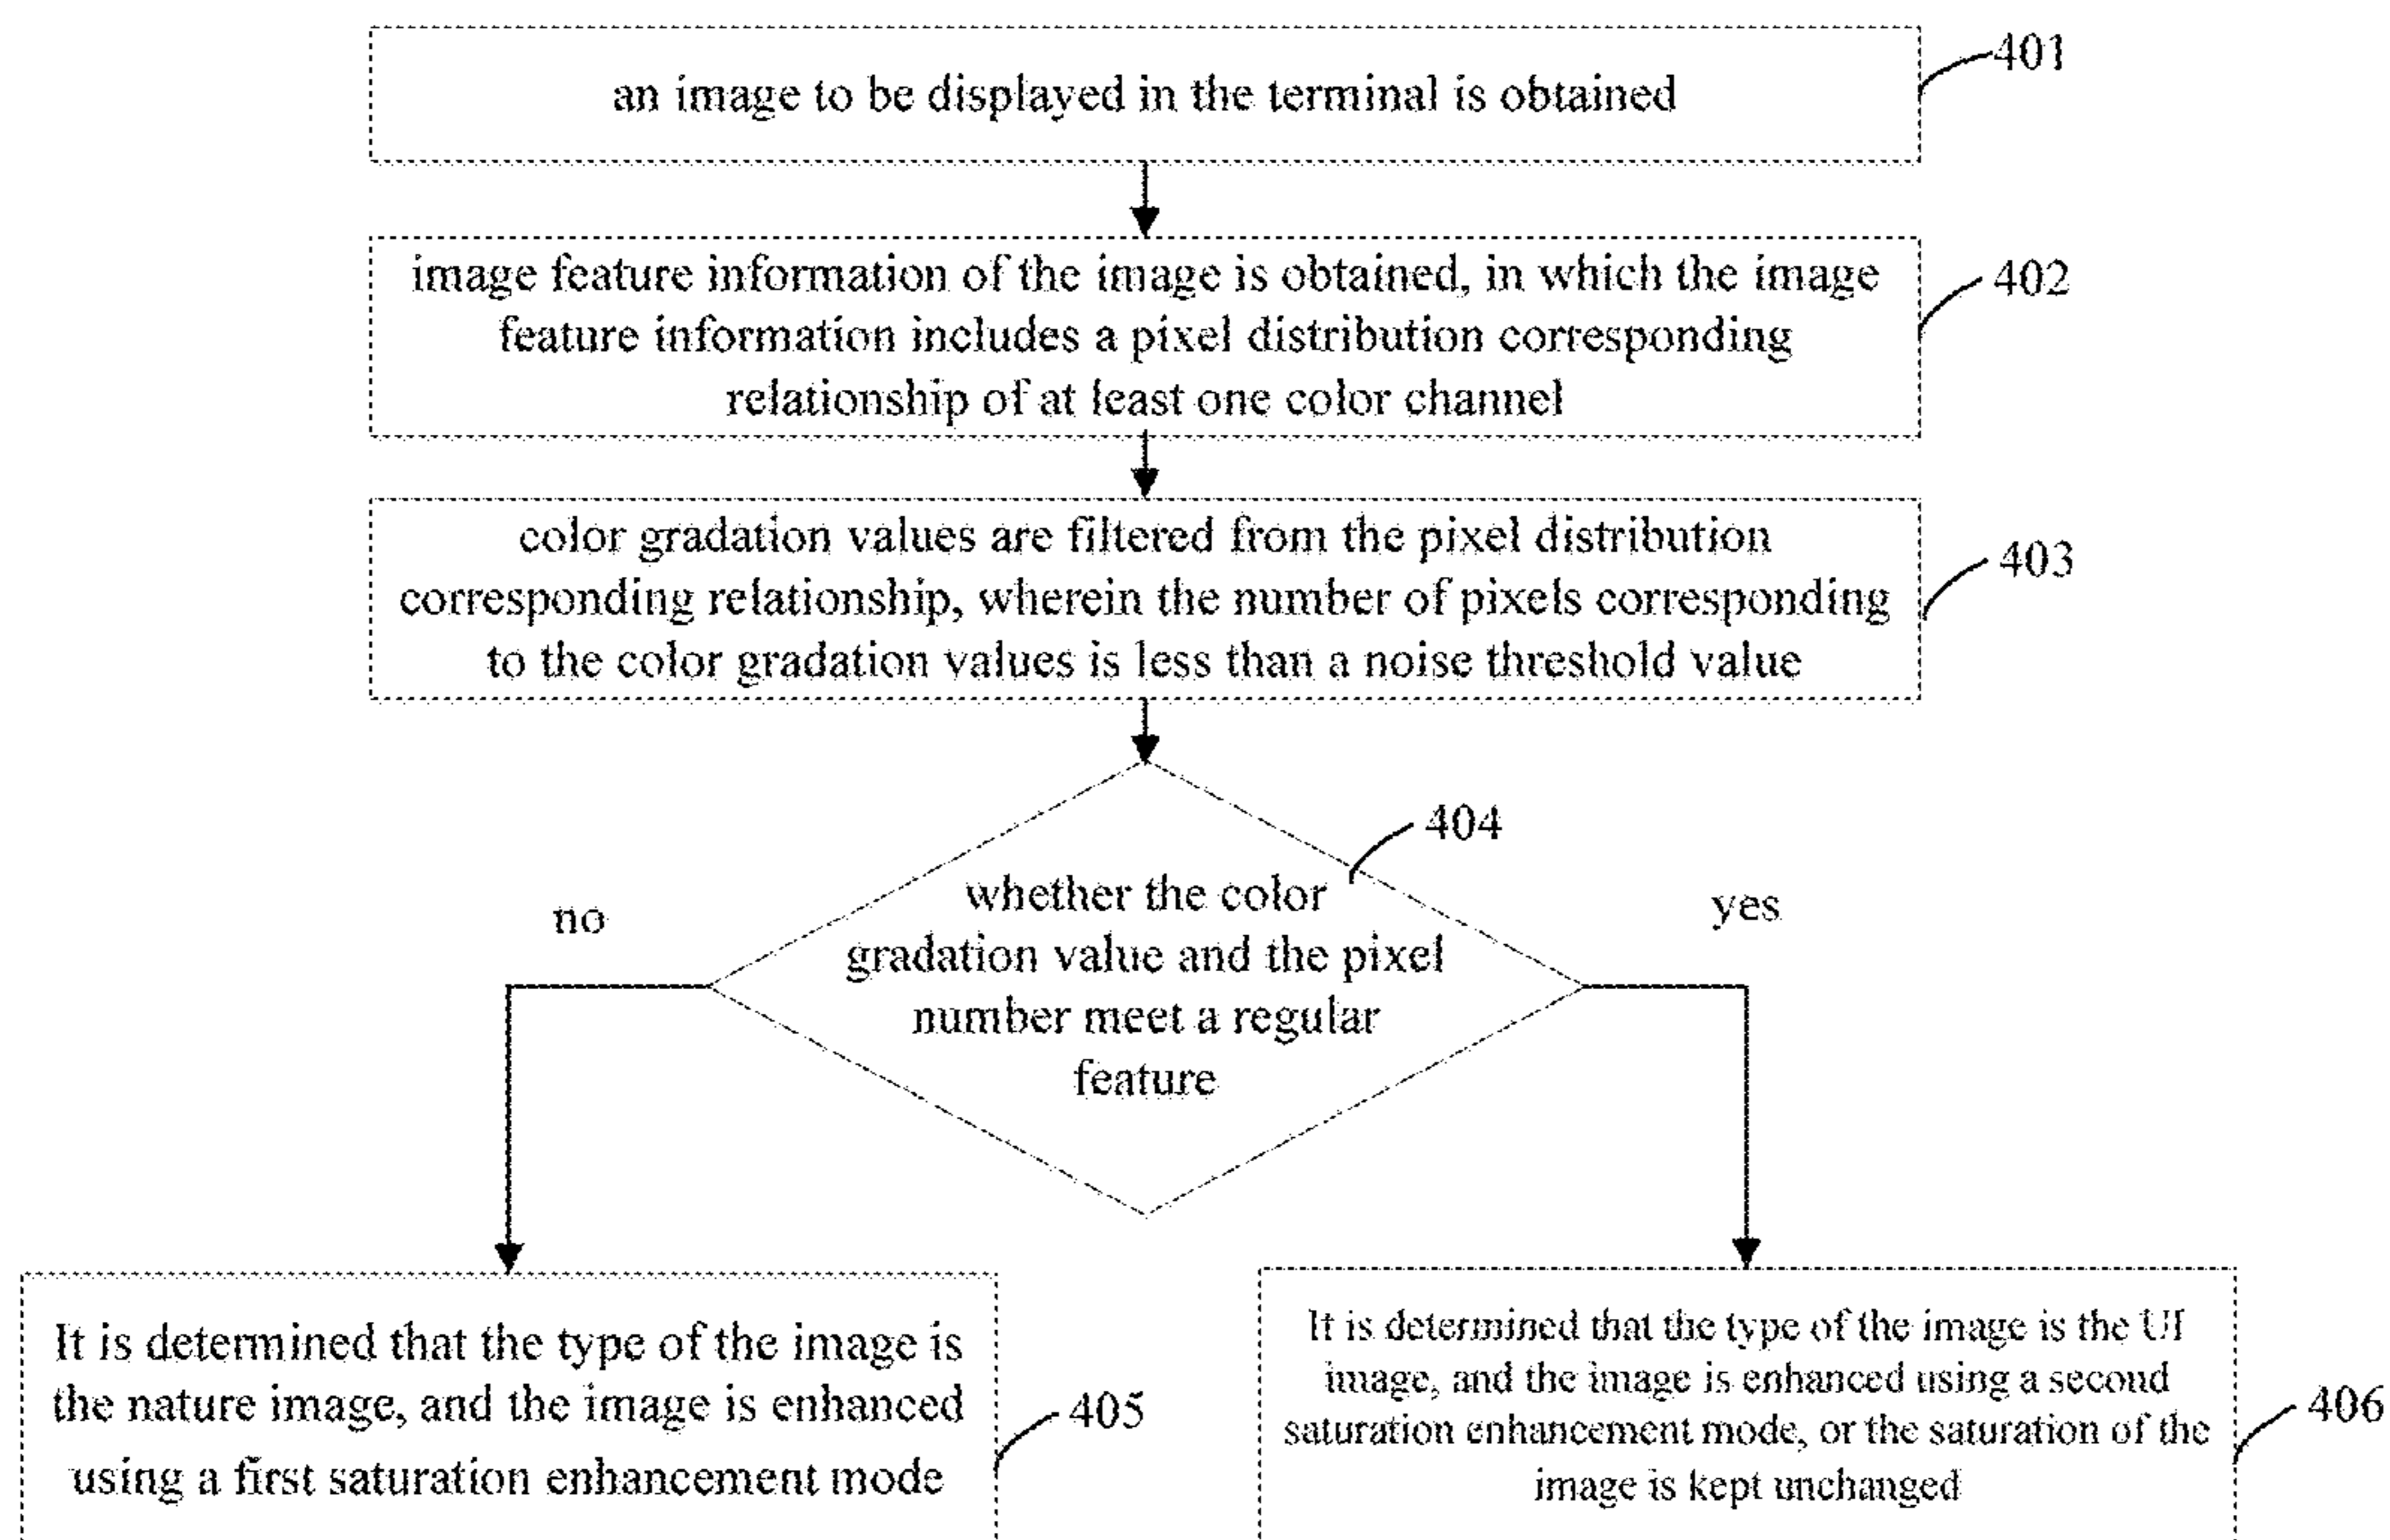 an image to be displayed in the terminal is obtained
401
image feature information of the image is obtained, in which the image
feature information includes a pixel distribution corresponding
relationship of at least one color channel
402
color gradation values are filtered from the pixel distribution
corresponding relationship, wherein the number of pixels corresponding
to the color gradation values is less than a noise threshold value
403
404
whether the color
gradation value and the pixel
number meet a regular
feature
no
yes
It is determined that the type of the image is
the nature image, and the image is enhanced
using a first saturation enhancement mode
405
It is determined that the type of the image is the UI
image, and the image is enhanced using a second
saturation enhancement mode, or the saturation of the
image is kept unchanged
406